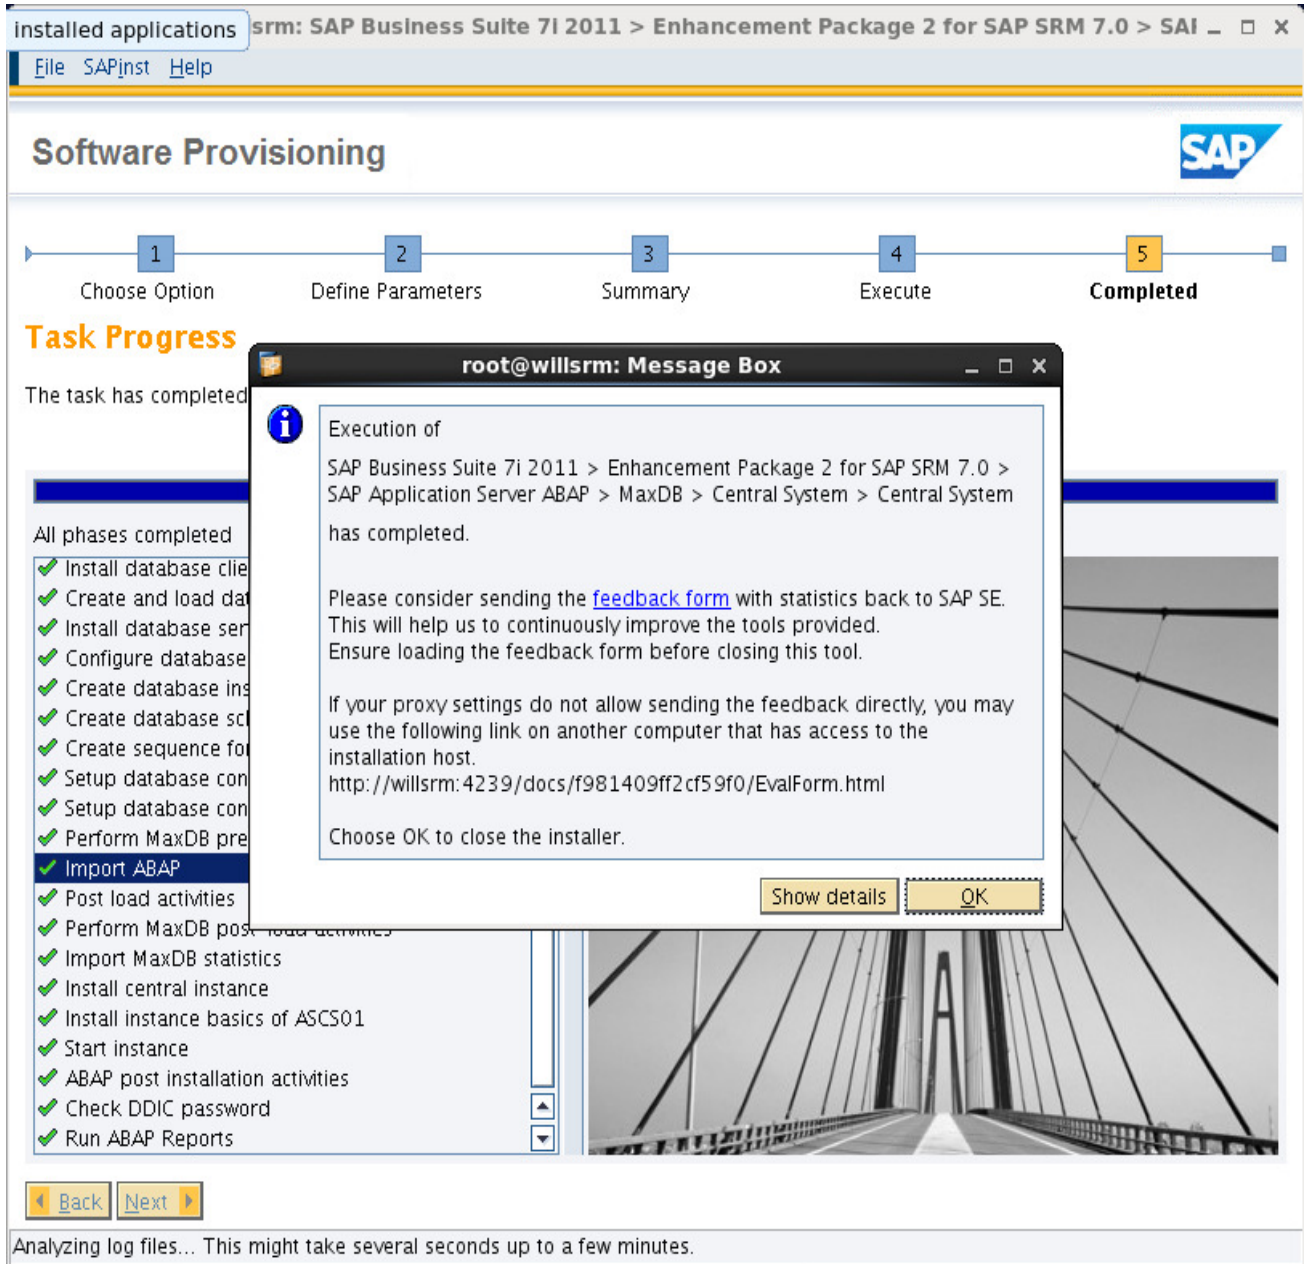 installed applications
srm: SAP Business Suite 7i 2011 > Enhancement Package 2 for SAP SRM 7.0 > SAI
File SAPinst Help
Software Provisioning
SAP
1 2 3 4 5
Choose Option Define Parameters Summary Execute Completed
Task Progress
The task has completed
root@willsrm: Message Box
Execution of
SAP Business Suite 7i 2011 > Enhancement Package 2 for SAP SRM 7.0 >
SAP Application Server ABAP > MaxDB > Central System > Central System
has completed.
Please consider sending the feedback form with statistics back to SAP SE.
This will help us to continuously improve the tools provided.
Ensure loading the feedback form before closing this tool.
If your proxy settings do not allow sending the feedback directly, you may
use the following link on another computer that has access to the
installation host.
http://willsrm:4239/docs/f981409ff2cf59f0/EvalForm.html
Choose OK to close the installer.
Show details OK
All phases completed
Install database clie
Create and load dat
Install database ser
Configure database
Create database ins
Create database scl
Create sequence for
Setup database con
Setup database con
Perform MaxDB pre
Import ABAP
Post load activities
Perform MaxDB post load activities
Import MaxDB statistics
Install central instance
Install instance basics of ASCS01
Start instance
ABAP post installation activities
Check DDIC password
Run ABAP Reports
Back Next
Analyzing log files... This might take several seconds up to a few minutes.